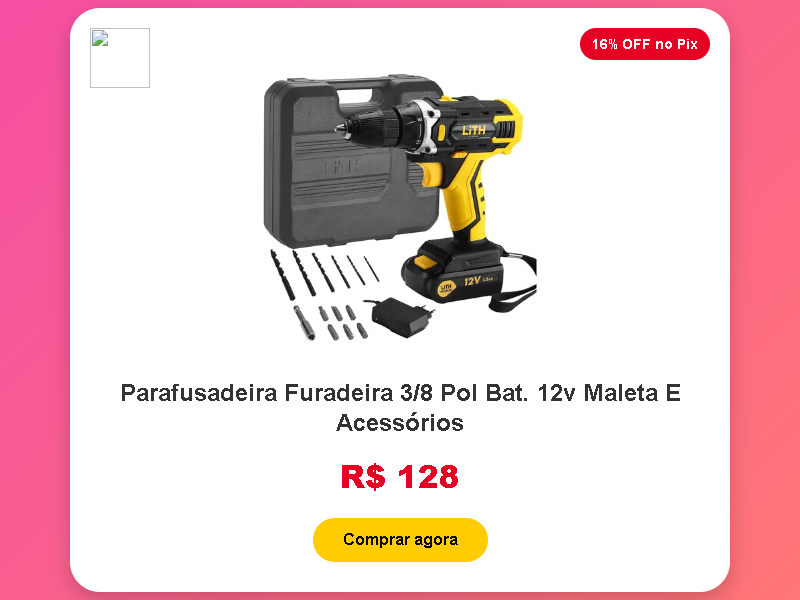 16% OFF no Pix
LiTH
LITH
LiTH
12V
Parafusadeira Furadeira 3/8 Pol Bat. 12v Maleta E
Acessórios
R$ 128
Comprar agora